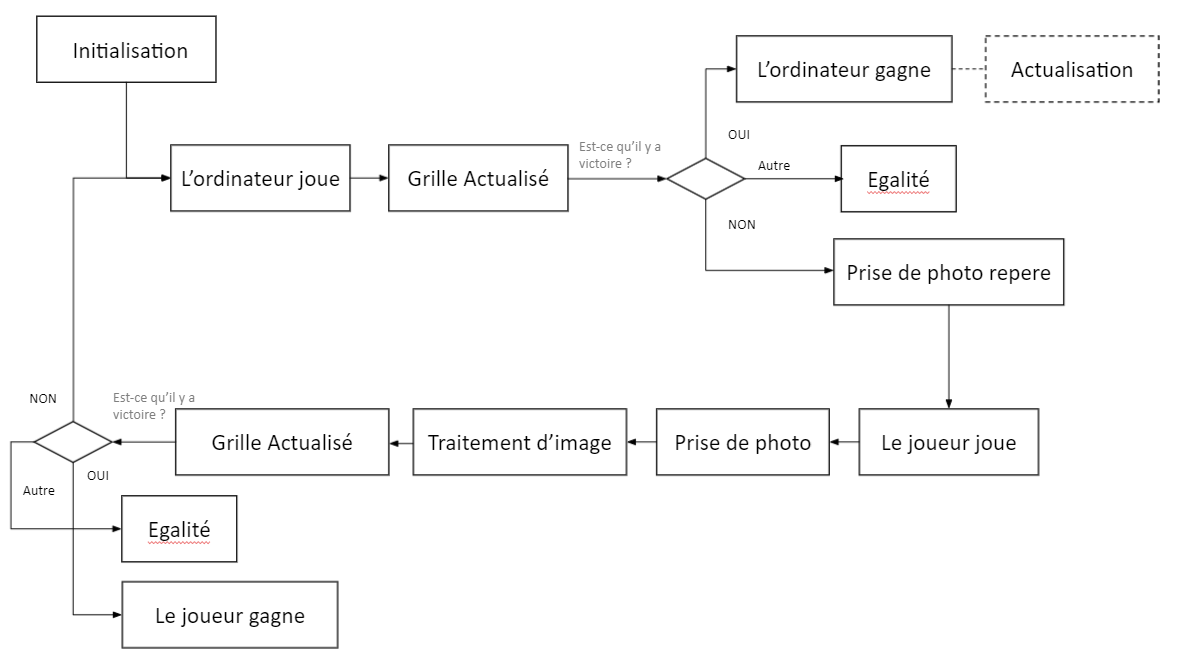 Initialisation
L'ordinateur gagne
Actualisation
OUI
Est-ce qu'il y a
victoire ?
L'ordinateur joue
Grille Actualisé
Autre
Egalité
NON
Prise de photo repere
NON
Est-ce qu'il y a
victoire ?
Grille Actualisé
Traitement d'image
Prise de photo
Le joueur joue
OUI
Autre
Egalité
Le joueur gagne